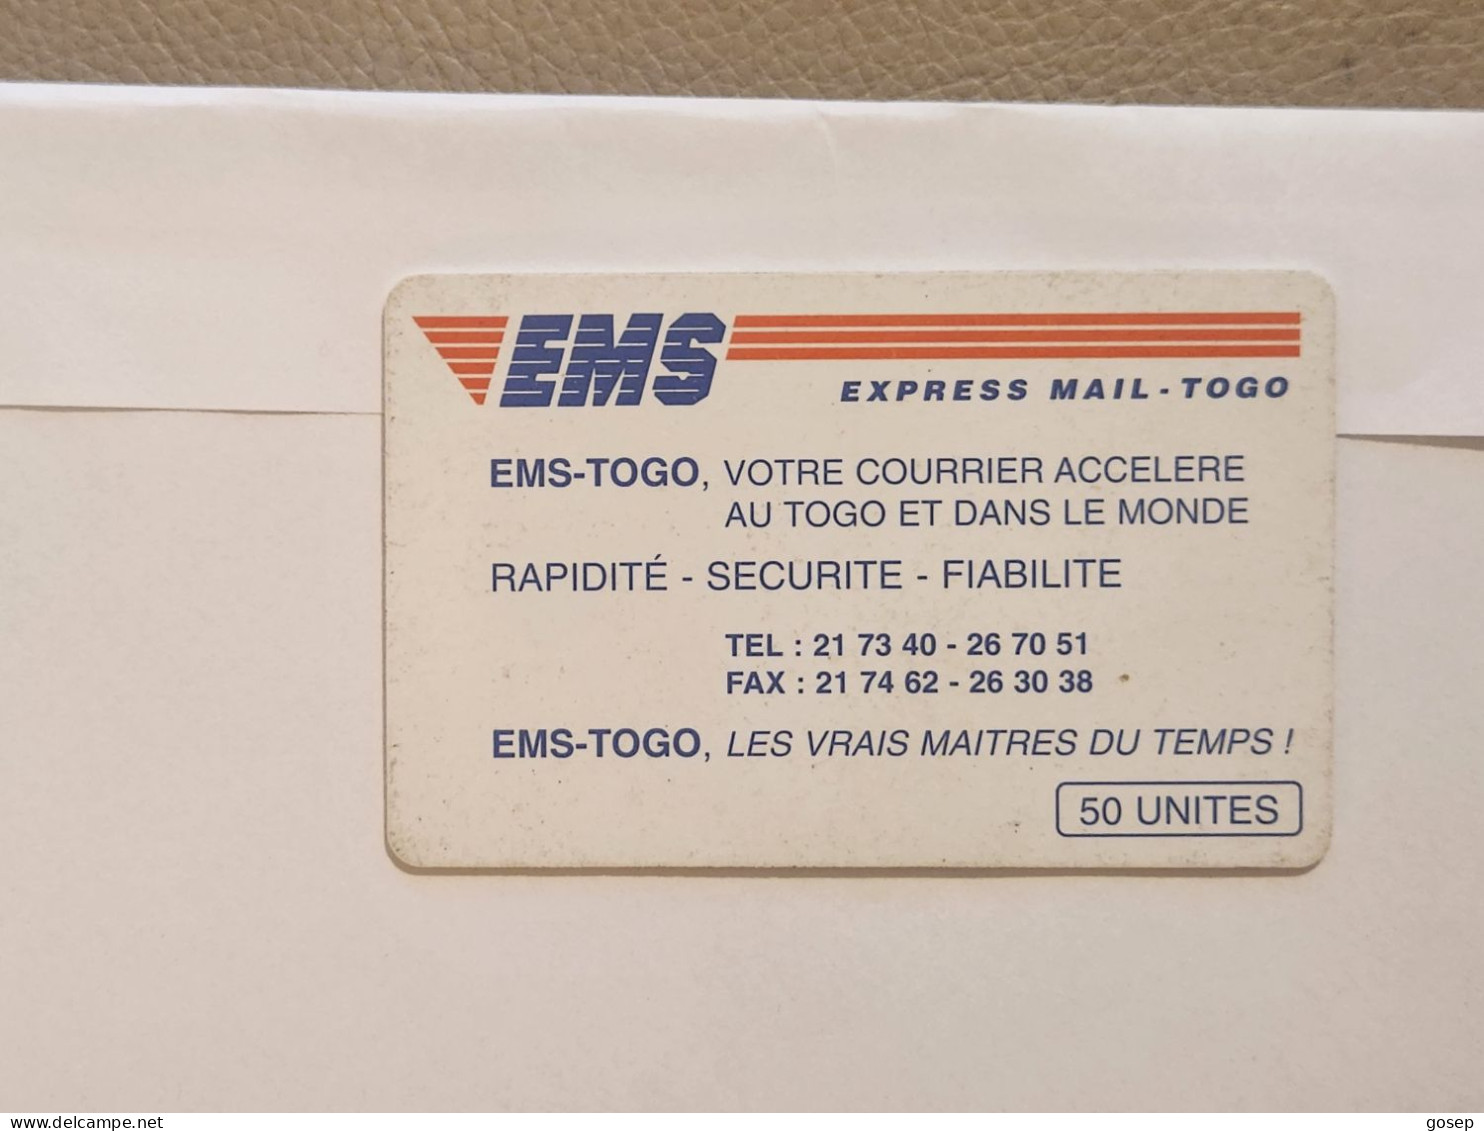 EMS
EXPRESS MAIL - TOGO
EMS-TOGO, VOTRE COURRIER ACCELERE
AU TOGO ET DANS LE MONDE
RAPIDITÉ - SECURITE - FIABILITE
TEL : 21 73 40 - 26 70 51
FAX : 21 74 62 - 26 30 38
EMS-TOGO, LES VRAIS MAITRES DU TEMPS !
50 UNITES
www.delcampe.net
gosep